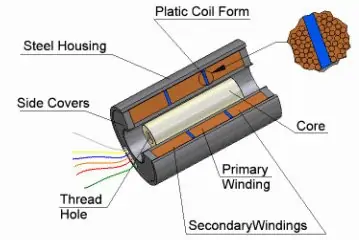 Platic Coil Form
Steel Housing
Side Covers
Core
Primary
Winding
Thread
Hole
SecondaryWindings